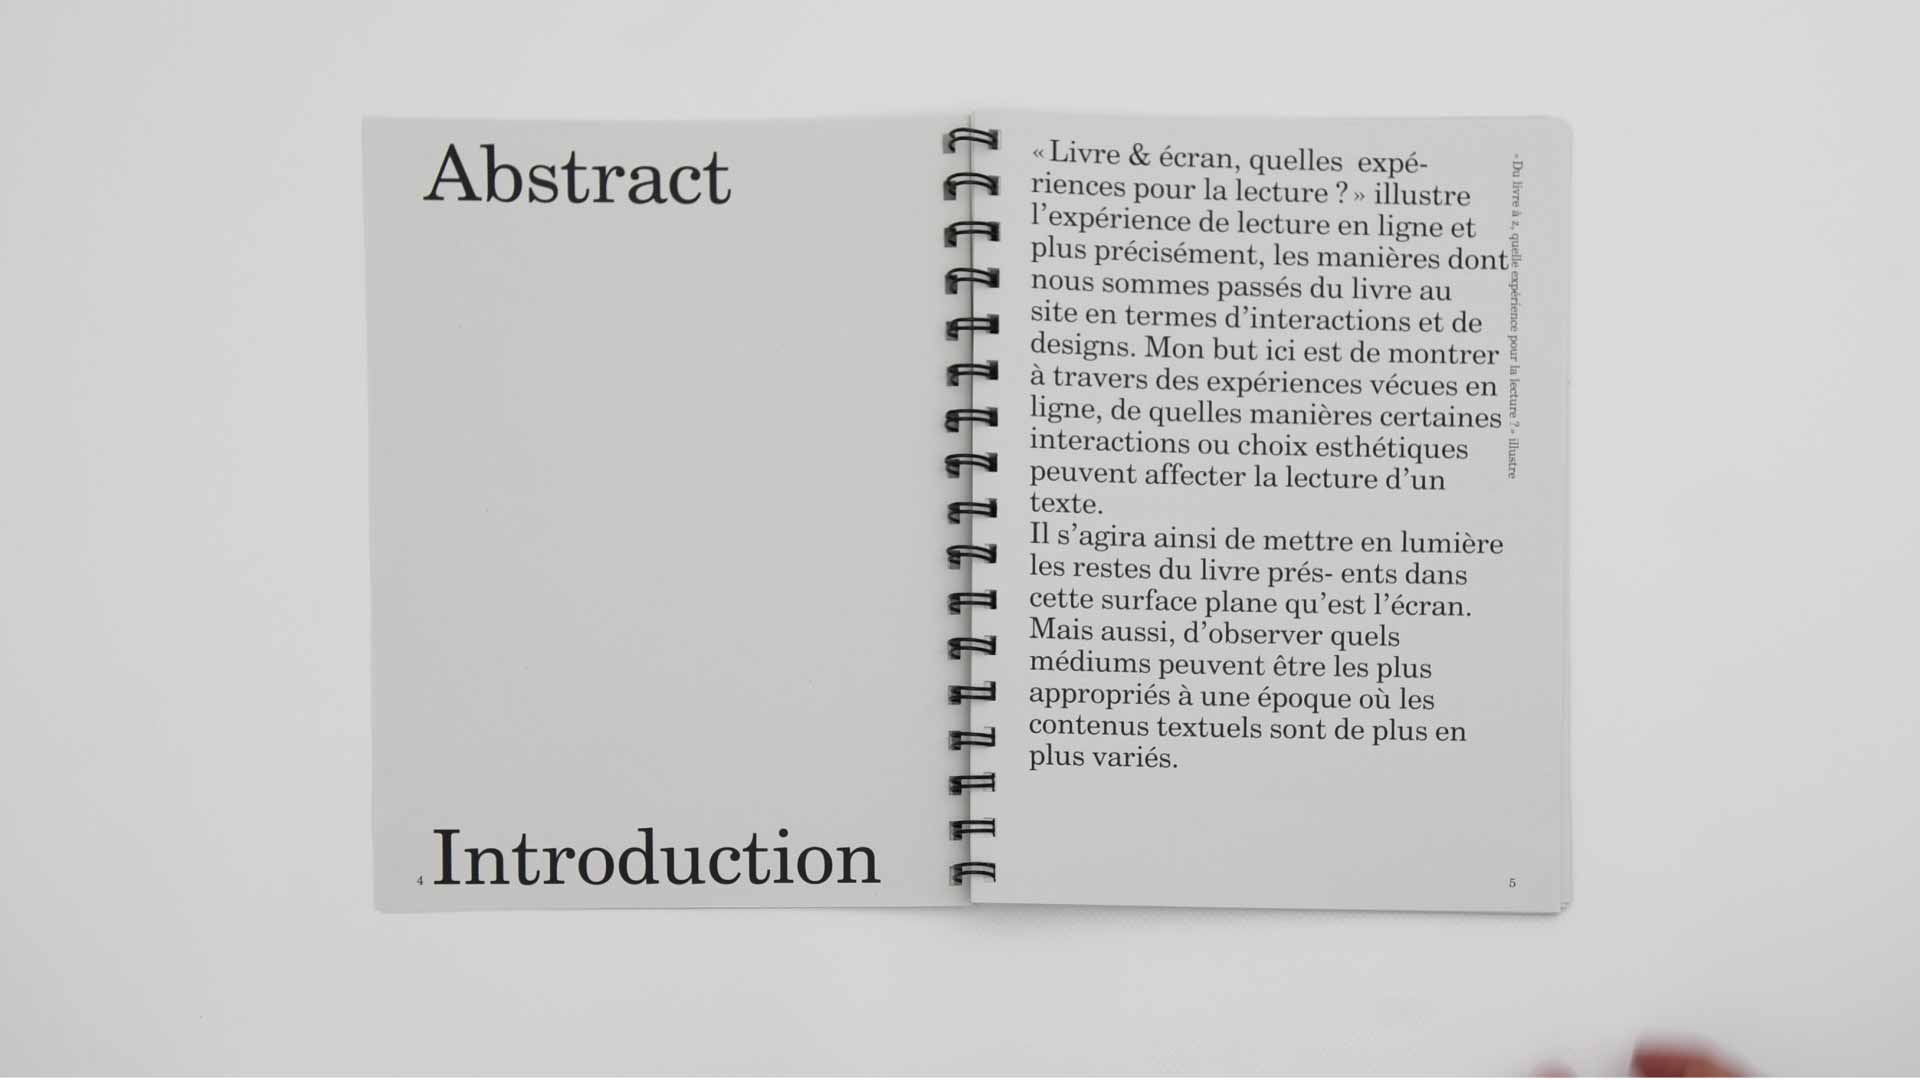 Abstract
4 Introduction
« Livre & écran, quelles expé-
riences pour la lecture ? » illustre
l’expérience de lecture en ligne et
plus précisément, les manières dont
nous sommes passés du livre au
site en termes d’interactions et de
designs. Mon but ici est de montrer
à travers des expériences vécues en
ligne, de quelles manières certaines
interactions ou choix esthétiques
peuvent affecter la lecture d’un
texte.
Il s’agira ainsi de mettre en lumière
les restes du livre prés- ents dans
cette surface plane qu’est l’écran.
Mais aussi, d’observer quels
médiums peuvent être les plus
appropriés à une époque où les
contenus textuels sont de plus en
plus variés.
« Du livre à z, quelle expérience pour la lecture ? » illustre
5